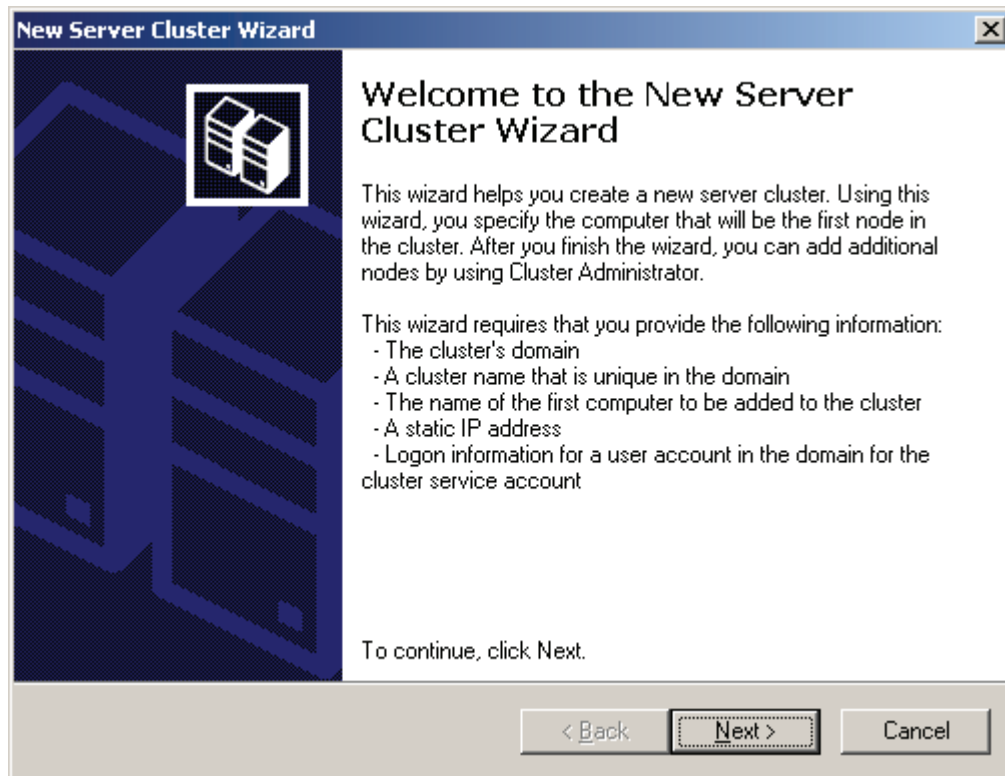 New Server Cluster Wizard
Welcome to the New Server
Cluster Wizard
This wizard helps you create a new server cluster. Using this
wizard, you specify the computer that will be the first node in
the cluster. After you finish the wizard, you can add additional
nodes by using Cluster Administrator.
This wizard requires that you provide the following information:
- The cluster's domain
- A cluster name that is unique in the domain
- The name of the first computer to be added to the cluster
- A static IP address
- Logon information for a user account in the domain for the
cluster service account
To continue, click Next.
< Back Next > Cancel